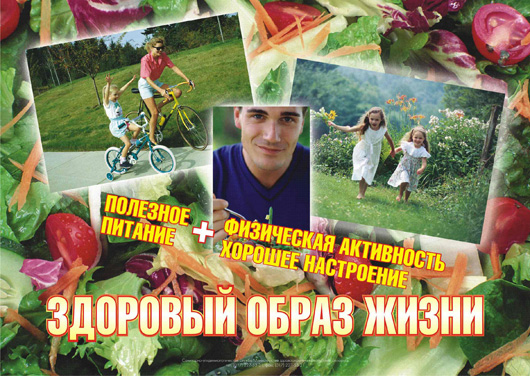 ПОЛЕЗНОЕ
ПИТАНИЕ
+
ФИЗИЧЕСКАЯ АКТИВНОСТЬ
ХОРОШЕЕ НАСТРОЕНИЕ
ЗДОРОВЫЙ ОБРАЗ ЖИЗНИ